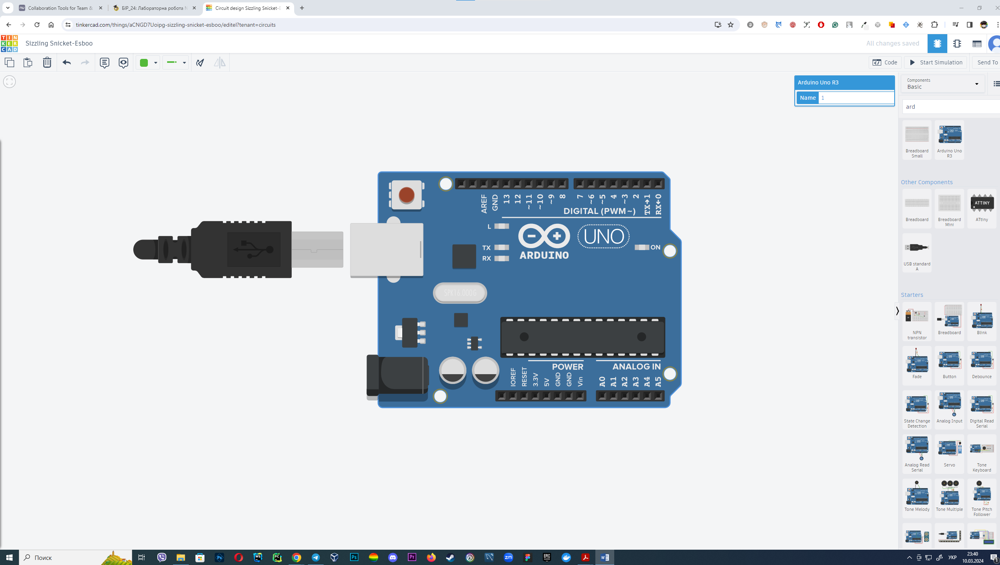 Collaboration Tools for Team &
БІР_24: Лабораторна робота N
Circuit design Sizzling Snicket-E
tinkercad.com/things/aCNGD7Uoipg-sizzling-snicket-esboo/editel?tenant=circuits
TIN
KER
CAD
Sizzling Snicket-Esboo
All changes saved
Code
Start Simulation
Send To
Arduino Uno R3
Name 1
Components
Basic
ard
Breadboard
Small
Arduino Uno
R3
Other Components
Breadboard
Breadboard
Mini
ATTINY
ATtiny
USB standard
A
Starters
NPN
transistor
Breadboard
Blink
Fade
Button
Debounce
State Change
Detection
Analog Input
Digital Read
Serial
Analog Read
Serial
Servo
Tone
Keyboard
Tone Melody
Tone Multiple
Tone Pitch
Follower
AREF
GND
13
12
~11
~10
~9
8
7
~6
~5
4
~3
2
TX→1
RX←0
DIGITAL (PWM~)
L
TX
RX
ARDUINO
UNO
ON
SPK16.000G
POWER
ANALOG IN
IOREF
RESET
3.3V
5V
GND
GND
Vin
A0
A1
A2
A3
A4
A5
Поиск
УКР
23:40
10.03.2024